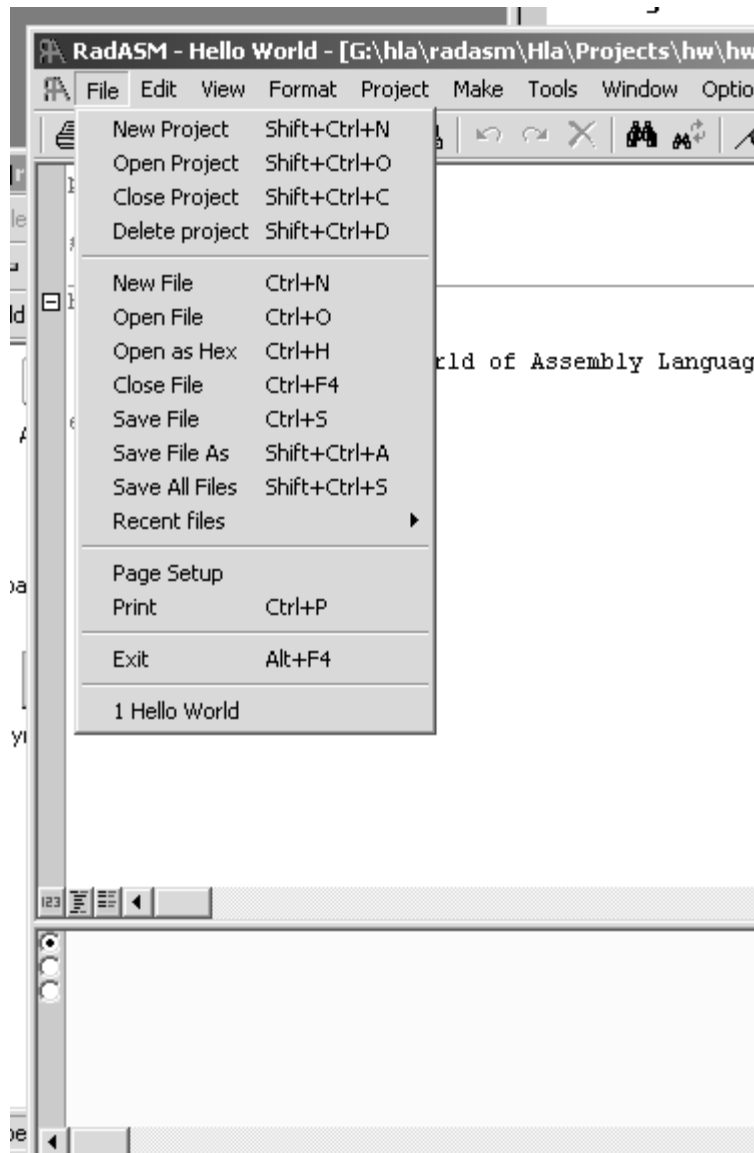 RadASM - Hello World - [G:\hla\radasm\Hla\Projects\hw\hw
File Edit View Format Project Make Tools Window Optio
New Project Shift+Ctrl+N
Open Project Shift+Ctrl+O
Close Project Shift+Ctrl+C
Delete project Shift+Ctrl+D
New File Ctrl+N
Open File Ctrl+O
Open as Hex Ctrl+H
rld of Assembly Languag
Close File Ctrl+F4
Save File Ctrl+S
Save File As Shift+Ctrl+A
Save All Files Shift+Ctrl+S
Recent files
Page Setup
Print Ctrl+P
Exit Alt+F4
1 Hello World
123